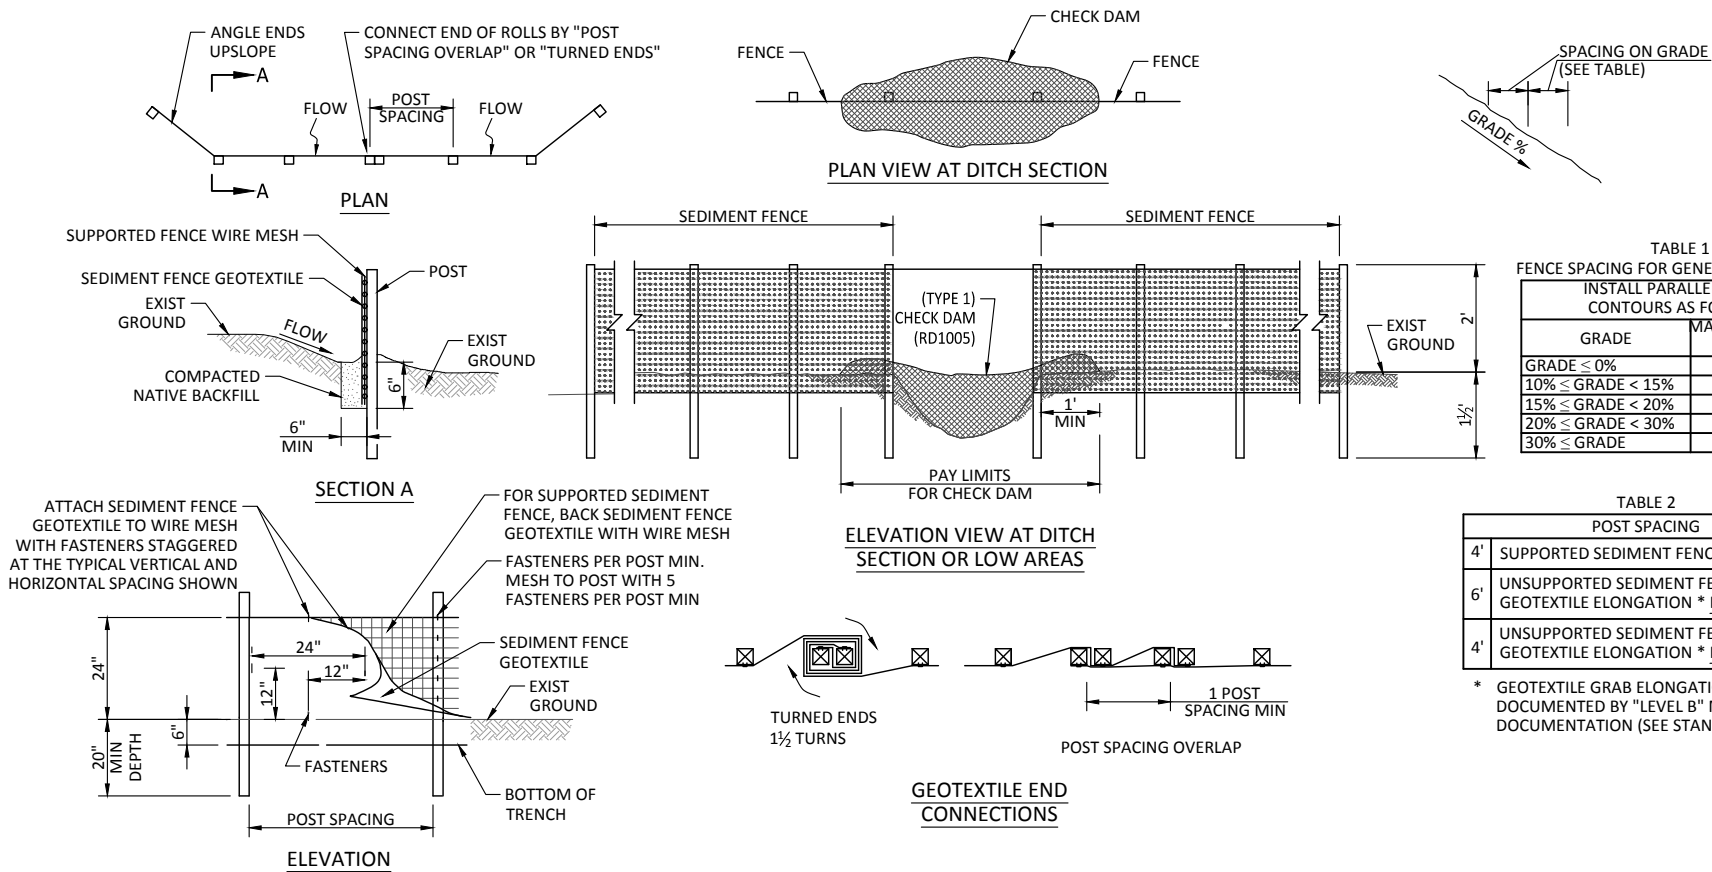 ANGLE ENDS
UPSLOPE
A
CONNECT END OF ROLLS BY "POST
SPACING OVERLAP" OR "TURNED ENDS"
FLOW
POST
SPACING
FLOW
A
PLAN
CHECK DAM
FENCE
FENCE
PLAN VIEW AT DITCH SECTION
SPACING ON GRADE
(SEE TABLE)
GRADE %
SUPPORTED FENCE WIRE MESH
SEDIMENT FENCE GEOTEXTILE
POST
EXIST
GROUND
FLOW
EXIST
GROUND
COMPACTED
NATIVE BACKFILL
6"
6"
MIN
SECTION A
SEDIMENT FENCE
SEDIMENT FENCE
(TYPE 1)
CHECK DAM
(RD1005)
2'
EXIST
GROUND
1'
MIN
1½'
PAY LIMITS
FOR CHECK DAM
ELEVATION VIEW AT DITCH
SECTION OR LOW AREAS
TABLE 1
FENCE SPACING FOR GENE
INSTALL PARALLE
CONTOURS AS FO
GRADE
MA
GRADE ≤ 0%
10% ≤ GRADE < 15%
15% ≤ GRADE < 20%
20% ≤ GRADE < 30%
30% ≤ GRADE
TABLE 2
POST SPACING
4' SUPPORTED SEDIMENT FENC
6' UNSUPPORTED SEDIMENT FE
GEOTEXTILE ELONGATION *
4' UNSUPPORTED SEDIMENT FE
GEOTEXTILE ELONGATION *
* GEOTEXTILE GRAB ELONGATI
DOCUMENTED BY "LEVEL B"
DOCUMENTATION (SEE STAN
ATTACH SEDIMENT FENCE
GEOTEXTILE TO WIRE MESH
WITH FASTENERS STAGGERED
AT THE TYPICAL VERTICAL AND
HORIZONTAL SPACING SHOWN
FOR SUPPORTED SEDIMENT
FENCE, BACK SEDIMENT FENCE
GEOTEXTILE WITH WIRE MESH
FASTENERS PER POST MIN.
MESH TO POST WITH 5
FASTENERS PER POST MIN
SEDIMENT FENCE
GEOTEXTILE
EXIST
GROUND
24"
24"
12"
12"
6"
20"
MIN
DEPTH
FASTENERS
BOTTOM OF
TRENCH
POST SPACING
ELEVATION
TURNED ENDS
1½ TURNS
1 POST
SPACING MIN
POST SPACING OVERLAP
GEOTEXTILE END
CONNECTIONS